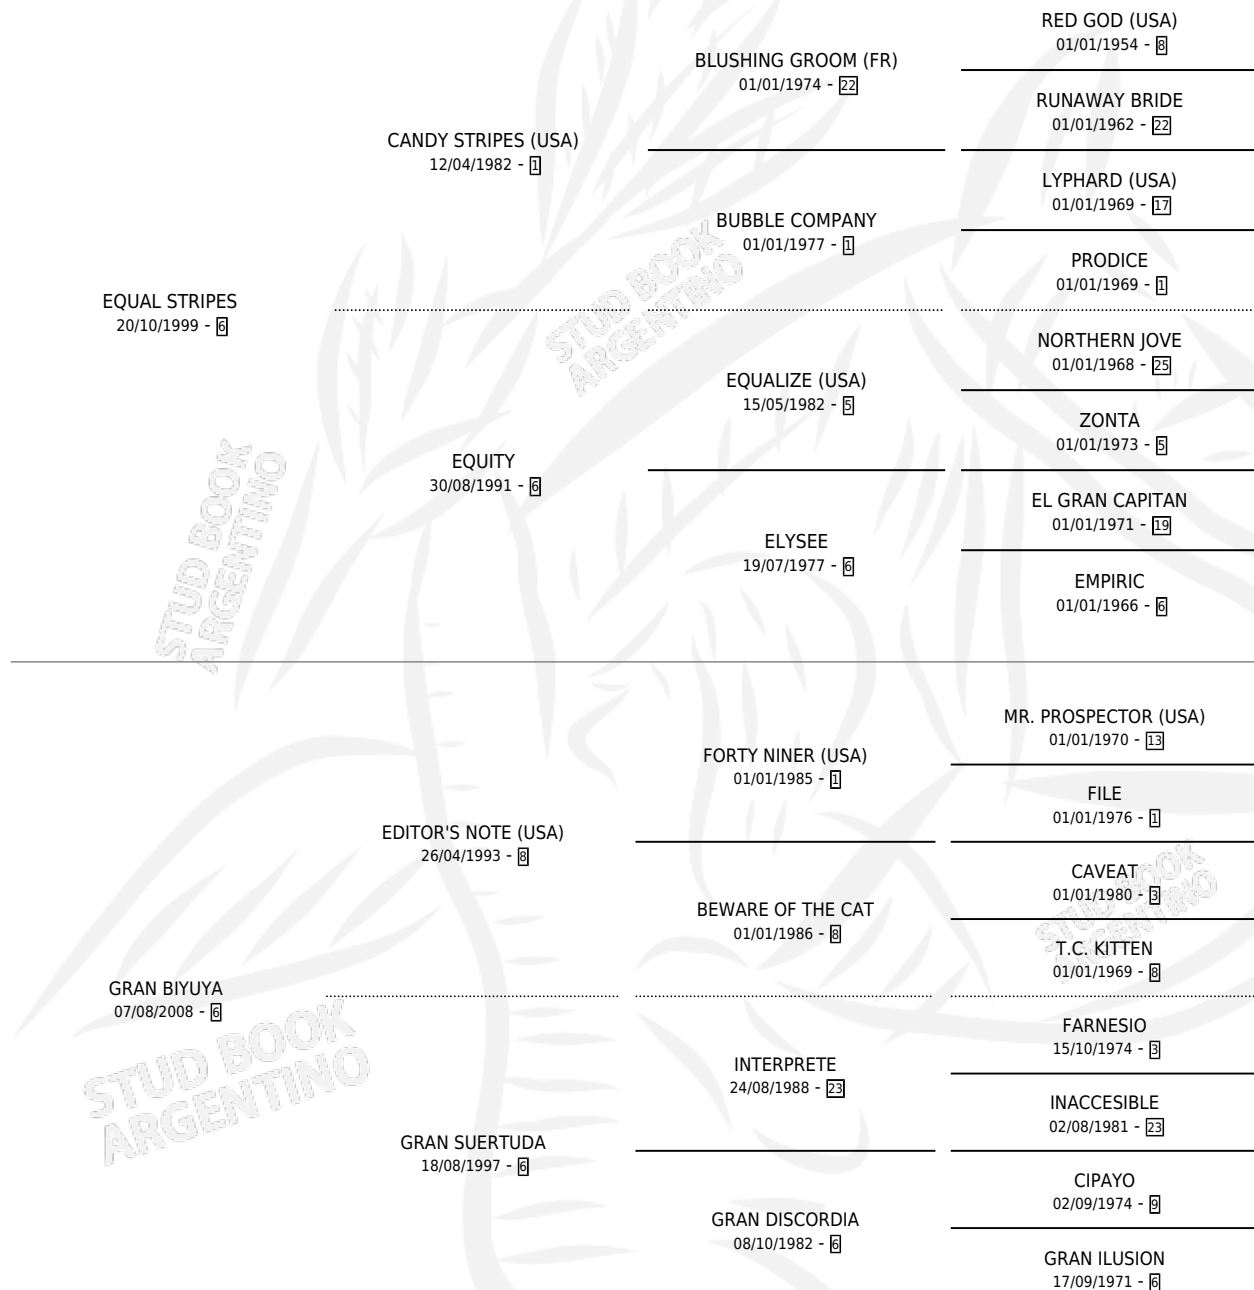 RED GOD (USA)
01/01/1954 - 8
BLUSHING GROOM (FR)
01/01/1974 - 22
RUNAWAY BRIDE
01/01/1962 - 22
CANDY STRIPES (USA)
12/04/1982 - 1
LYPHARD (USA)
01/01/1969 - 17
BUBBLE COMPANY
01/01/1977 - 1
PRODICE
01/01/1969 - 1
EQUAL STRIPES
20/10/1999 - 6
NORTHERN JOVE
01/01/1968 - 25
EQUALIZE (USA)
15/05/1982 - 5
ZONTA
01/01/1973 - 5
EQUITY
30/08/1991 - 6
EL GRAN CAPITAN
01/01/1971 - 19
ELYSEE
19/07/1977 - 6
EMPIRIC
01/01/1966 - 6
MR. PROSPECTOR (USA)
01/01/1970 - 13
FORTY NINER (USA)
01/01/1985 - 1
FILE
01/01/1976 - 1
EDITOR'S NOTE (USA)
26/04/1993 - 8
CAVEAT
01/01/1980 - 3
BEWARE OF THE CAT
01/01/1986 - 8
T.C. KITTEN
01/01/1969 - 8
GRAN BIYUYA
07/08/2008 - 6
FARNESIO
15/10/1974 - 3
INTERPRETE
24/08/1988 - 23
INACCESIBLE
02/08/1981 - 23
GRAN SUERTUDA
18/08/1997 - 6
CIPAYO
02/09/1974 - 9
GRAN DISCORDIA
08/10/1982 - 6
GRAN ILUSION
17/09/1971 - 6
STUD BOOK
ARGENTINO
STUD BOOK
ARGENTINO
STUD BOOK
ARGENTINO
STUD BOOK
ARGENTINO